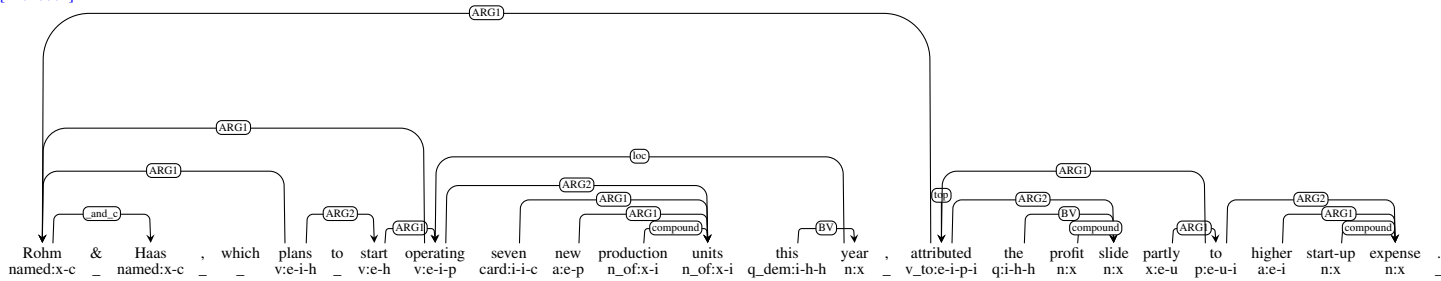 ARG1
ARG1
loc
ARG1 ARG1
ARG2 top ARG2 ARG2
ARG1 ARG1
_and_c ARG2 ARG1 BV ARG1
ARG1 compound BV compound ARG1 compound
Rohm & Haas , which plans to start operating seven new production units this year , attributed the profit slide partly to higher start-up expense .
named:x-c _ named:x-c _ _ v:e-i-h _ v:e-h v:e-i-p card:i-i-c a:e-p n_of:x-i n_of:x-i q_dem:i-h-h n:x _ v_to:e-i-p-i q:i-h-h n:x n:x x:e-u p:e-u-i a:e-i n:x n:x _